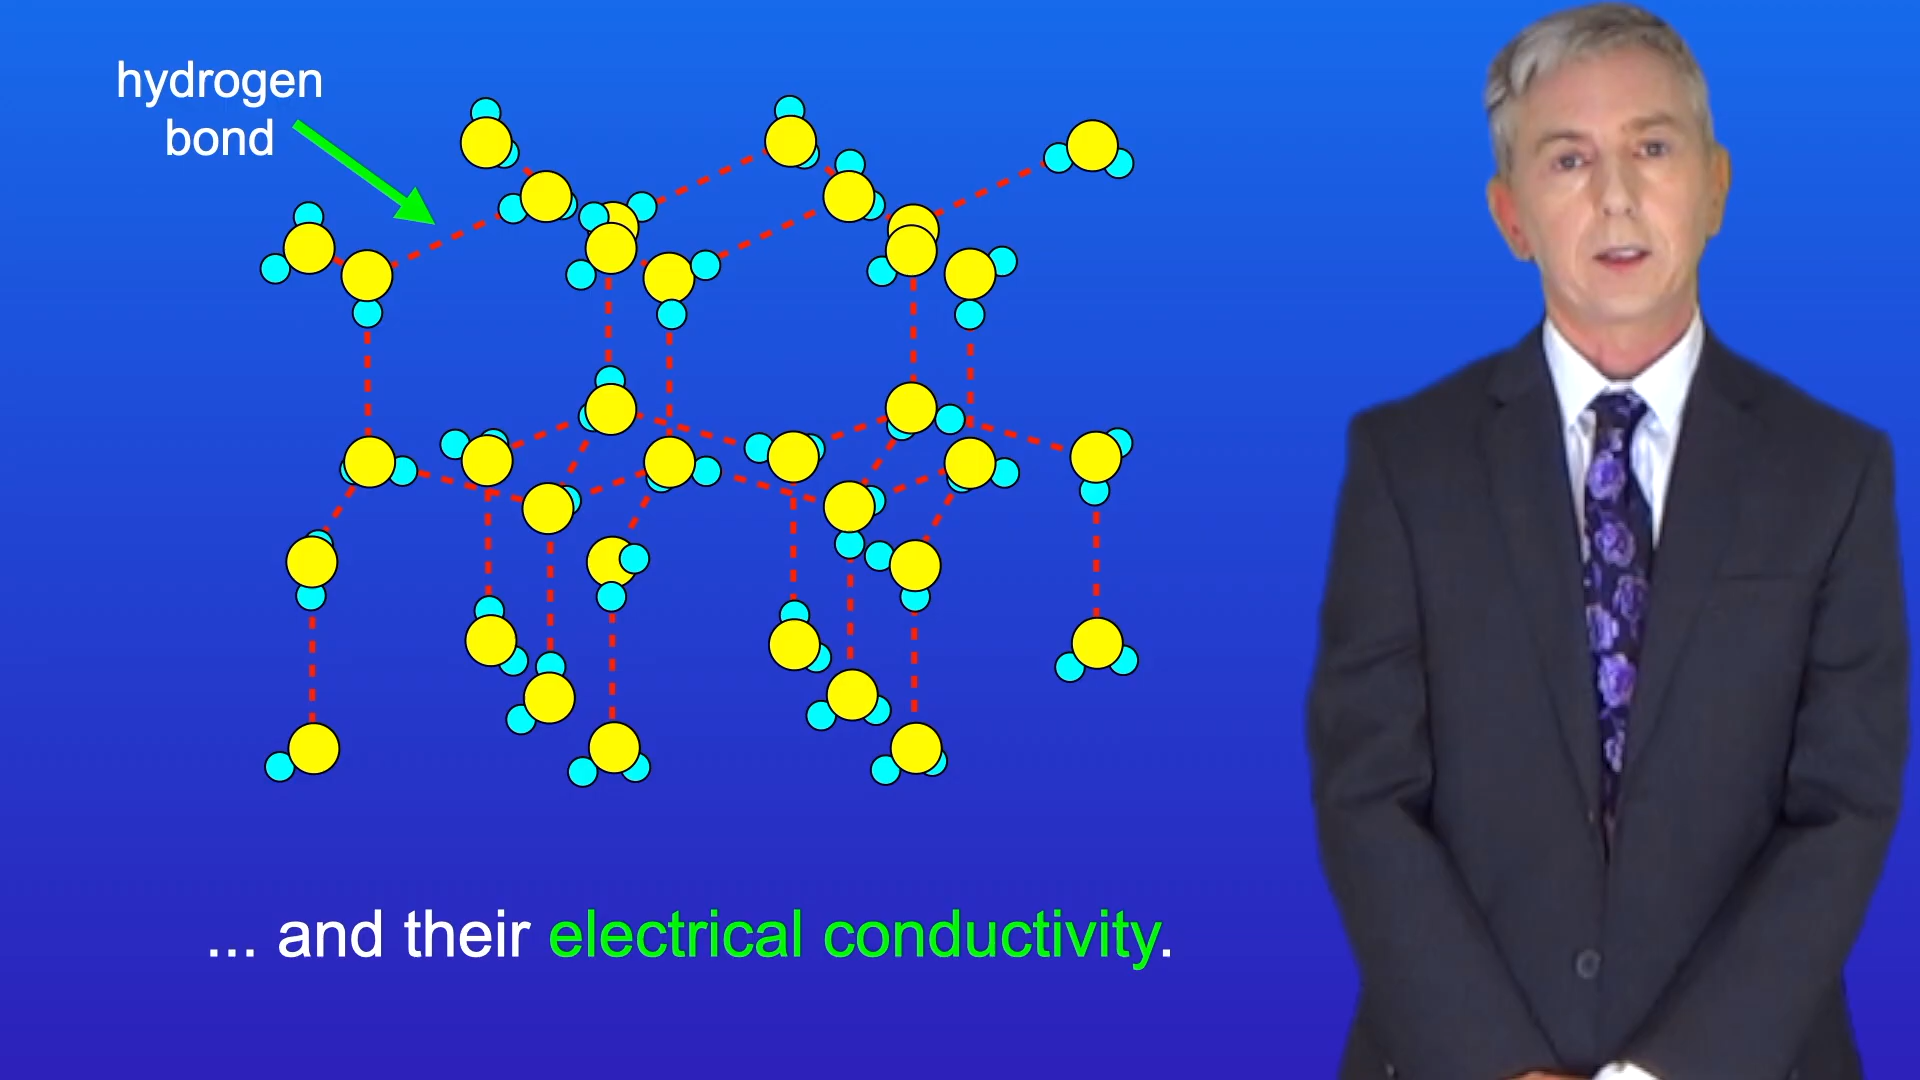 hydrogen
bond
... and their electrical conductivity.